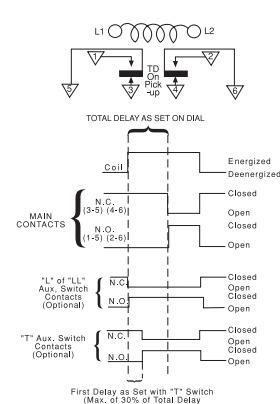 L1 L2
1 2
TD
On
Pick
-up
5 3 4 6
TOTAL DELAY AS SET ON DIAL
Coil
Energized
Deenergized
MAIN
CONTACTS
N.C.
(3-5) (4-6)
Closed
Open
N.O.
(1-5) (2-6)
Closed
Open
"L" of "LL"
Aux. Switch
Contacts
(Optional)
N.C.
Closed
Open
N.O.
Closed
Open
"T" Aux. Switch
Contacts
(Optional)
N.C.
Closed
Open
N.O.
Closed
Open
First Delay as Set with "T" Switch
(Max. of 30% of Total Delay